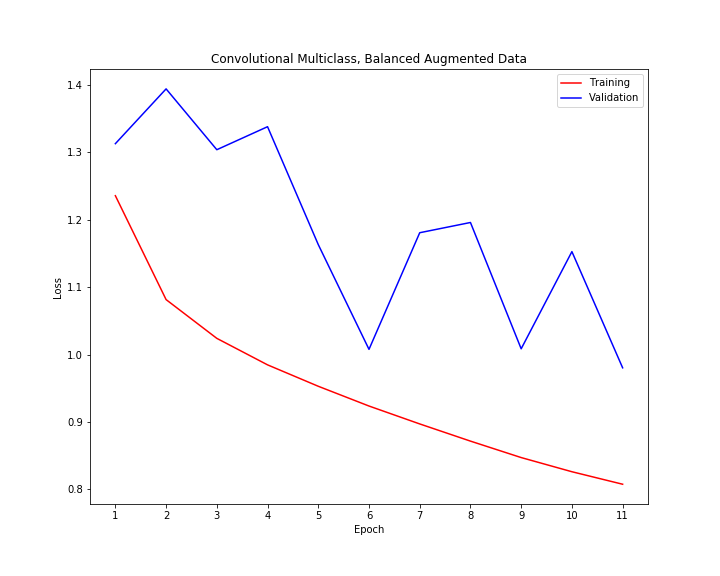 Convolutional Multiclass, Balanced Augmented Data
Training
Validation
1.4
1.3
1.2
1.1
1.0
0.9
0.8
Loss
1 2 3 4 5 6 7 8 9 10 11
Epoch